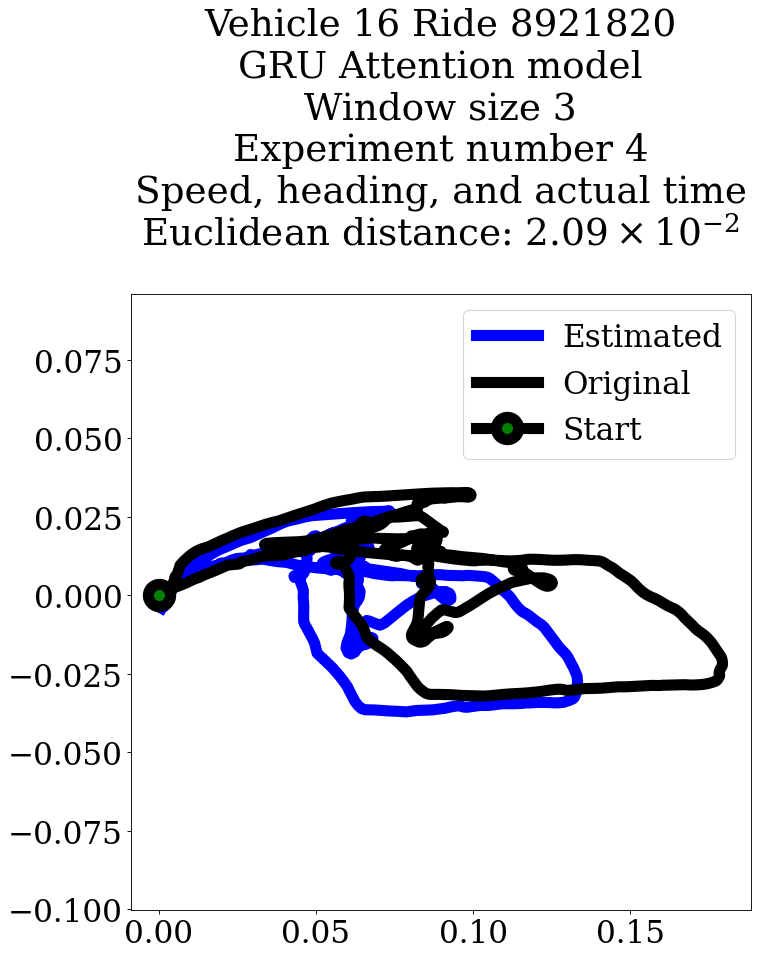 Vehicle 16 Ride 8921820
GRU Attention model
Window size 3
Experiment number 4
Speed, heading, and actual time
Euclidean distance: 2.09 × 10⁻²
Estimated
Original
Start
0.075
0.050
0.025
0.000
−0.025
−0.050
−0.075
−0.100
0.00 0.05 0.10 0.15